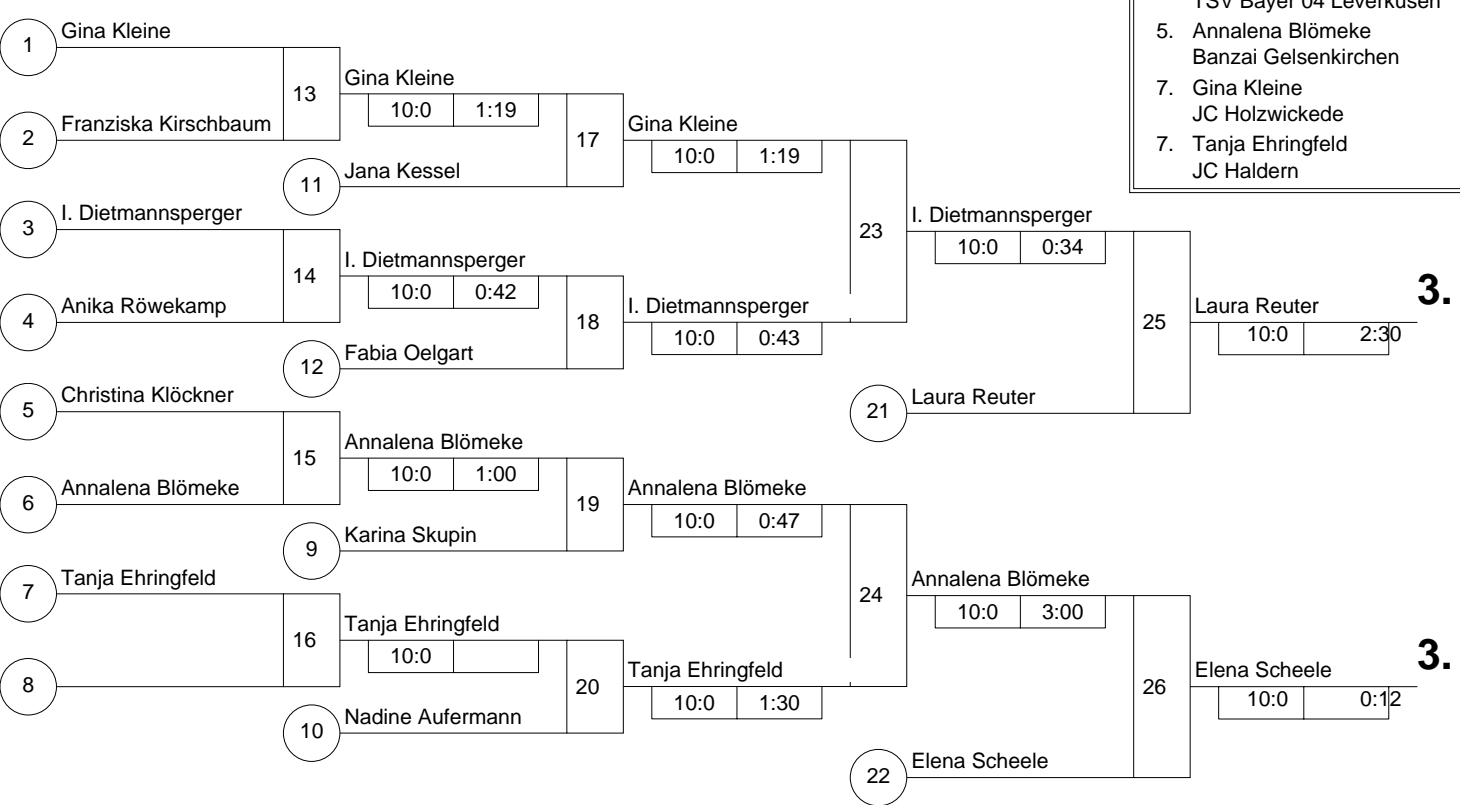 TSV Bayer 04 Leverkusen
5. Annalena Blömeke
Banzai Gelsenkirchen
7. Gina Kleine
JC Holzwickede
7. Tanja Ehringfeld
JC Haldern
1 Gina Kleine
13 Gina Kleine
10:0 1:19
2 Franziska Kirschbaum
17 Gina Kleine
10:0 1:19
11 Jana Kessel
3 I. Dietmannsperger
23 I. Dietmannsperger
10:0 0:34
14 I. Dietmannsperger
10:0 0:42
4 Anika Röwekamp
18 I. Dietmannsperger
10:0 0:43
25 Laura Reuter 3.
10:0 2:30
12 Fabia Oelgart
5 Christina Klöckner
21 Laura Reuter
15 Annalena Blömeke
10:0 1:00
6 Annalena Blömeke
19 Annalena Blömeke
10:0 0:47
9 Karina Skupin
7 Tanja Ehringfeld
24 Annalena Blömeke
10:0 3:00
16 Tanja Ehringfeld
10:0
8
20 Tanja Ehringfeld
10:0 1:30
26 Elena Scheele 3.
10:0 0:12
10 Nadine Aufermann
22 Elena Scheele